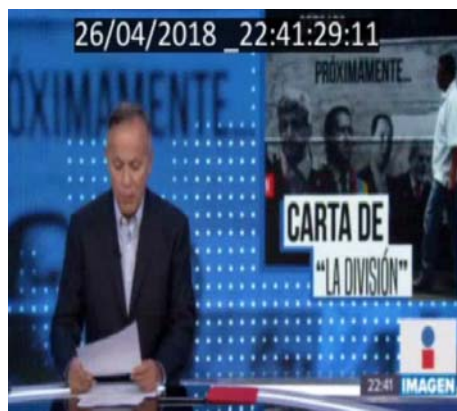 26/04/2018 _22:41:29:11
PRÓXIMAMENTE...
ÓXIMAMENTE...
CARTA DE
"LA DIVISIÓN"
22:41 IMAGEN